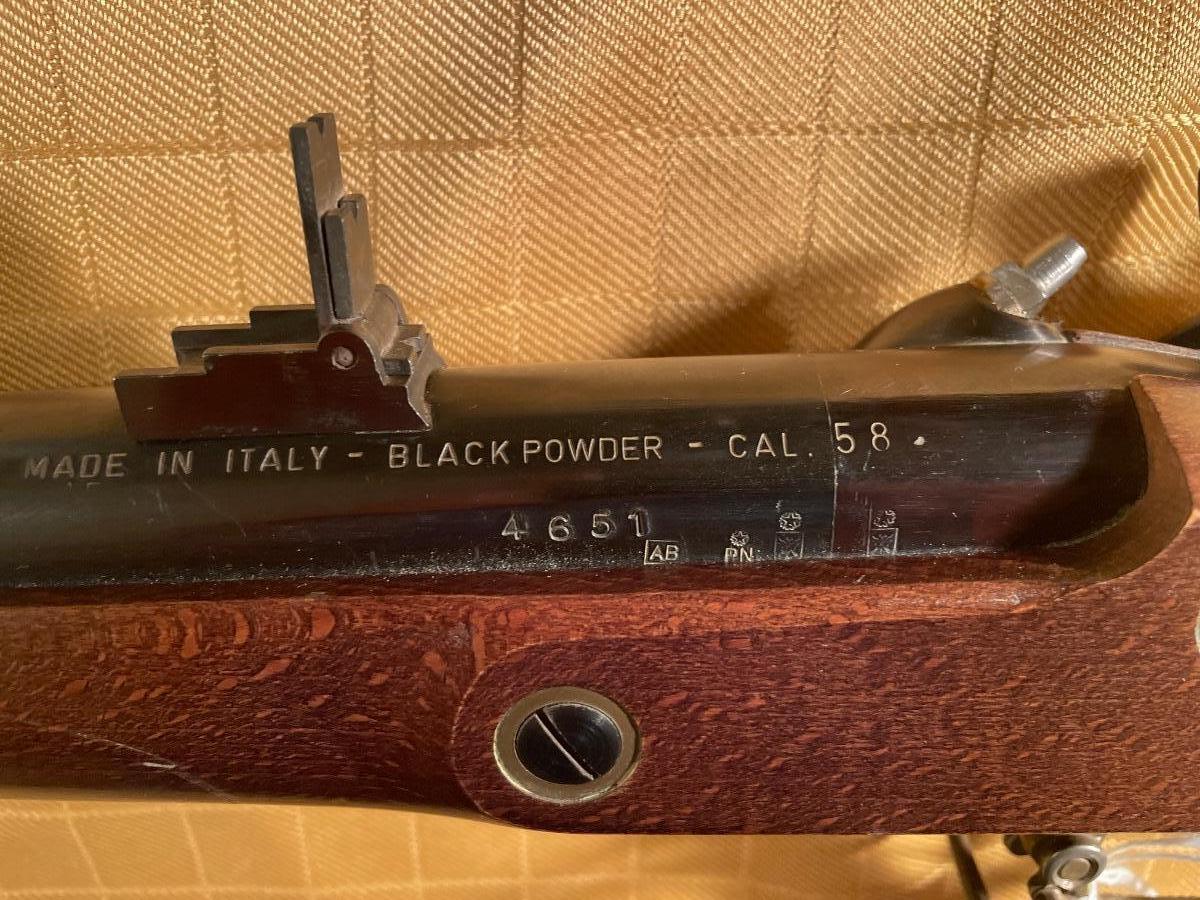 MADE IN ITALY - BLACK POWDER - CAL. 58.
4651
AB PN